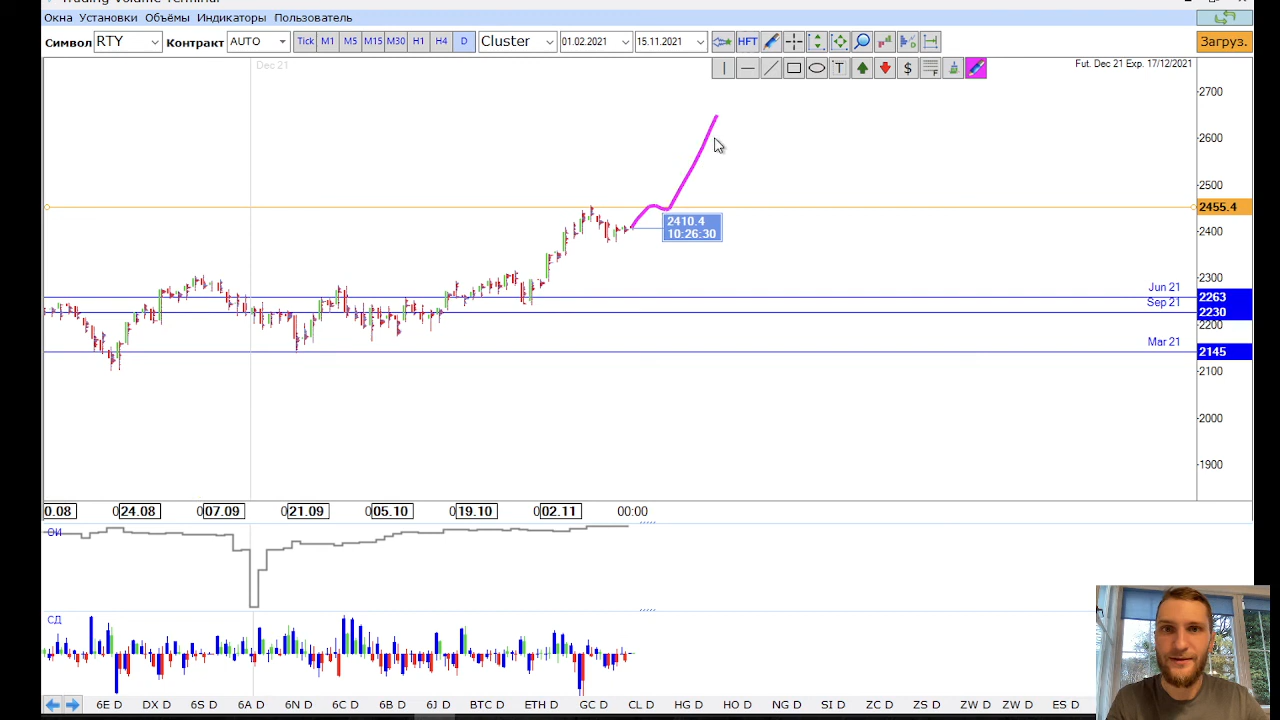 Trading Volume Terminal
Окна Установки Объёмы Индикаторы Пользователь
Символ RTY Контракт AUTO Tick M1 M5 M15 M30 H1 H4 D Cluster 01.02.2021 15.11.2021 HFT Загруз.
T $ F
Dec 21
Fut. Dec 21 Exp. 17/12/2021
2700
2600
2500
2455.4
2410.4
10:26:30
2400
2300
Jun 21
2263
Sep 21
2230
2200
Mar 21
2145
2100
2000
1900
0.08 24.08 07.09 21.09 05.10 19.10 02.11 00:00
ОИ
СД
6E D DX D 6S D 6A D 6N D 6C D 6B D 6J D BTC D ETH D GC D CL D HG D HO D NG D SI D ZC D ZS D ZW D ZW D ES D